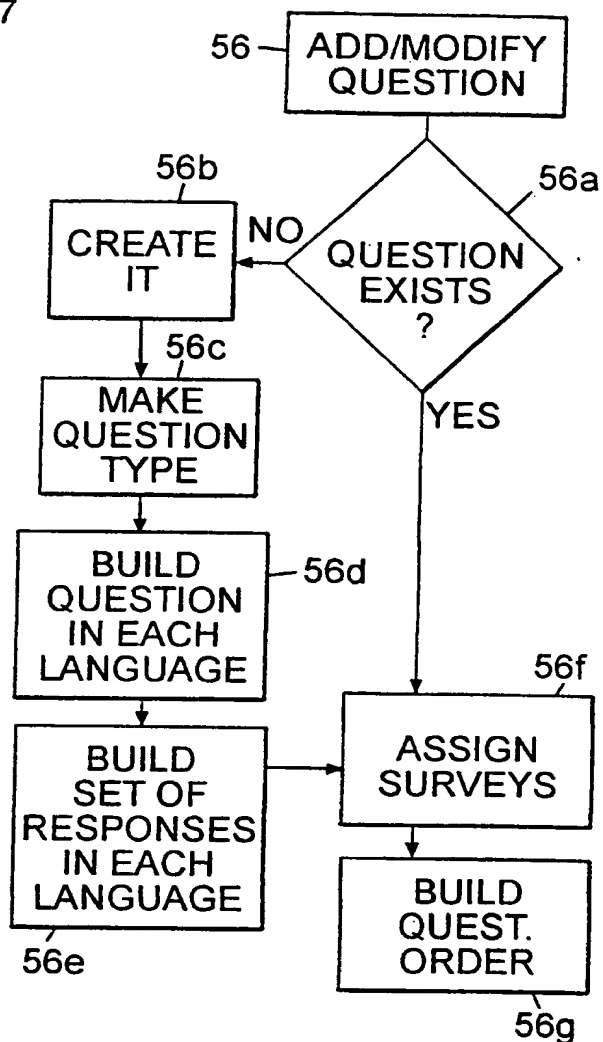 7
56
ADD/MODIFY
QUESTION
56a
QUESTION
EXISTS
?
NO
YES
56b
CREATE
IT
56c
MAKE
QUESTION
TYPE
BUILD
QUESTION
IN EACH
LANGUAGE
56d
BUILD
SET OF
RESPONSES
IN EACH
LANGUAGE
56e
56f
ASSIGN
SURVEYS
BUILD
QUEST.
ORDER
56g